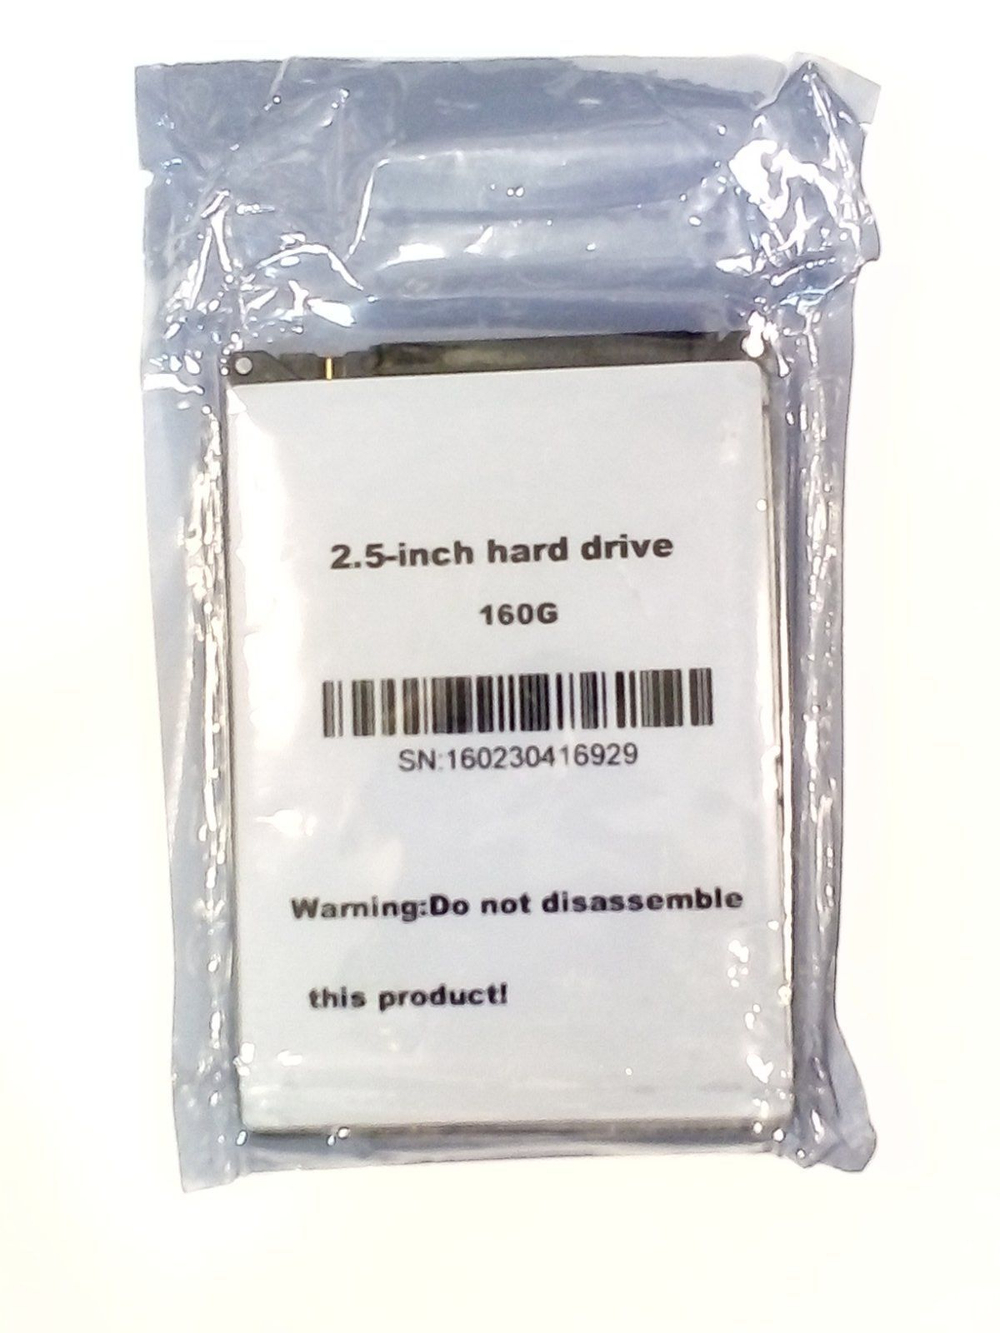 2.5-inch hard drive
160G
SN:160230416929
Warning:Do not disassemble
this product!